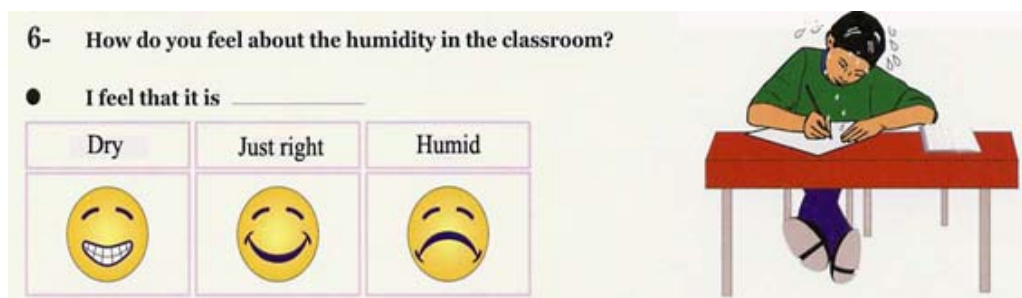 6- How do you feel about the humidity in the classroom?
● I feel that it is ____________
Dry Just right Humid